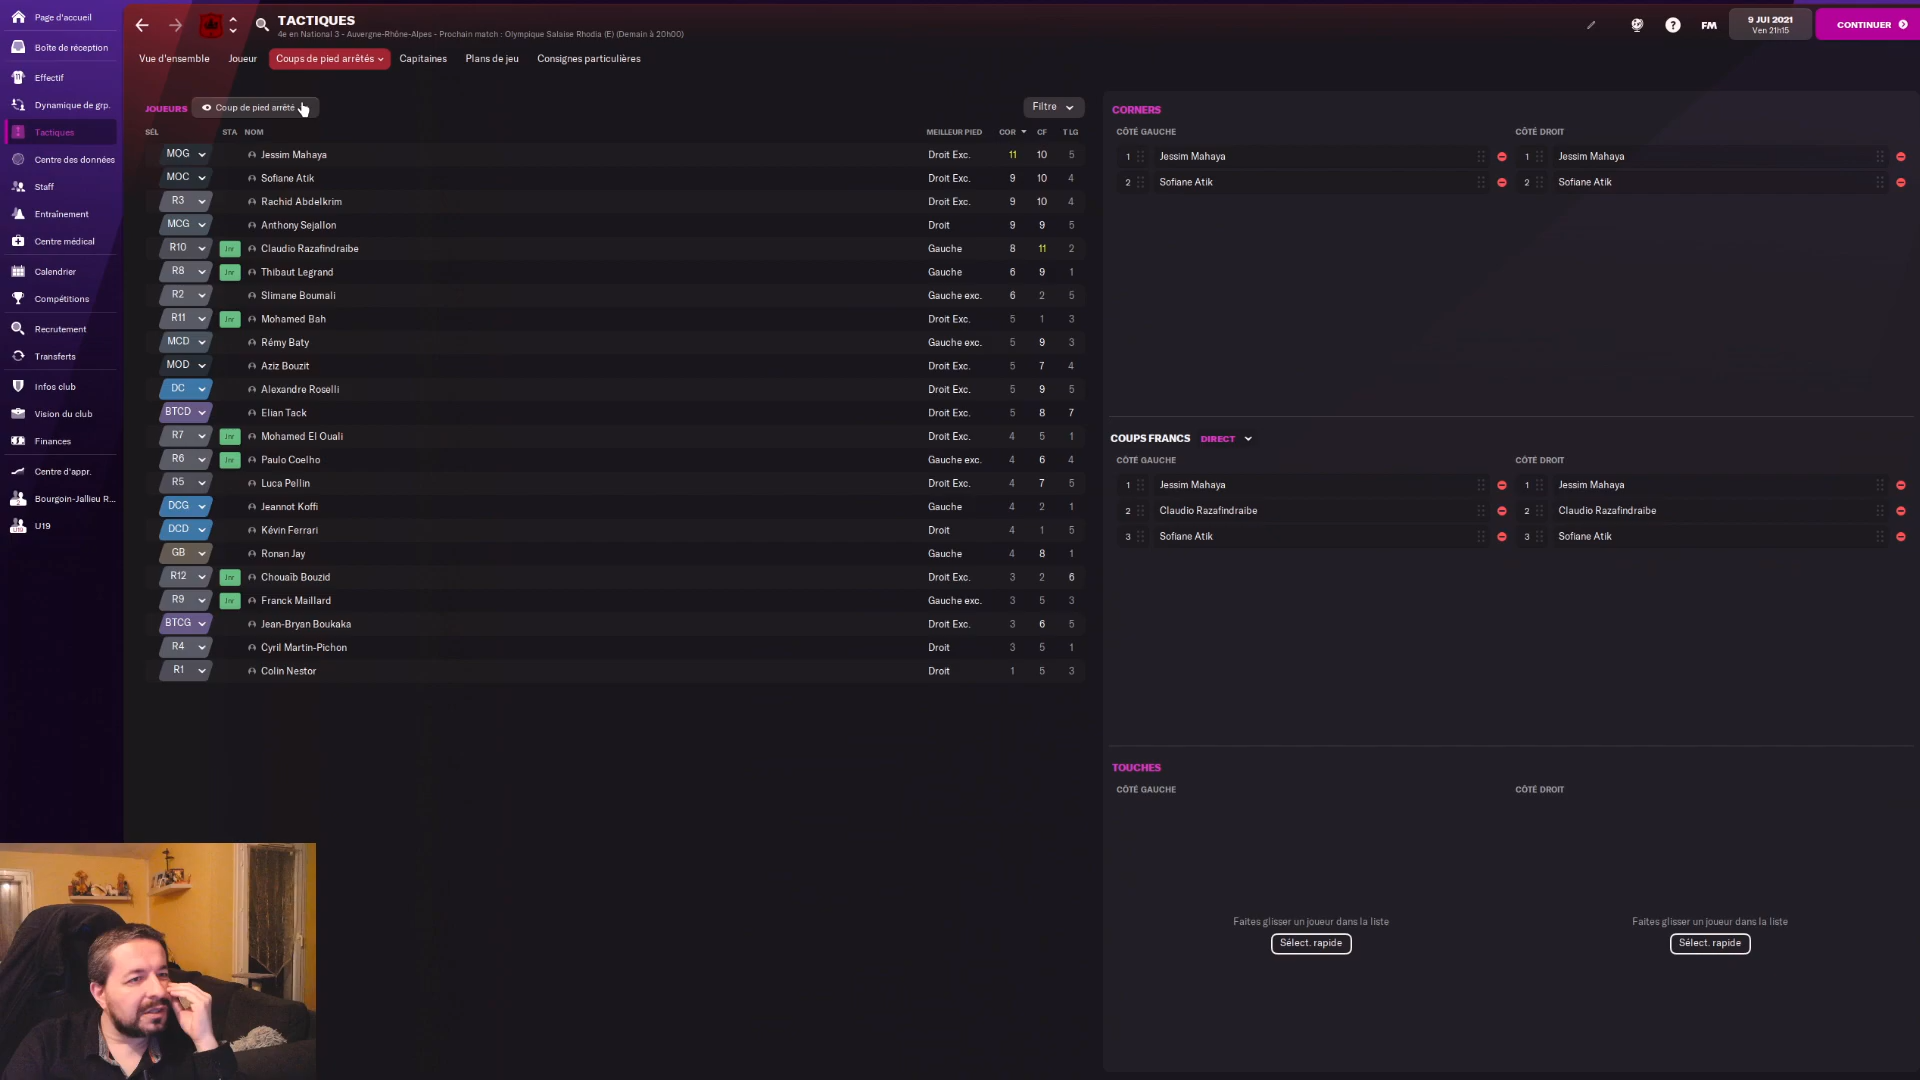 Page d'accueil
Boîte de réception
Effectif
Dynamique de grp.
Tactiques
Centre des données
Staff
Entraînement
Centre médical
Calendrier
Compétitions
Recrutement
Transferts
Infos club
Vision du club
Finances
Centre d'appr.
Bourgoin-Jallieu R...
U19
TACTIQUES
4e en National 3 - Auvergne-Rhône-Alpes - Prochain match : Olympique Salaise Rhodia (E) (Demain à 20h00)
FM
9 JUI 2021
Ven 21h15
CONTINUER
Vue d'ensemble Joueur Coups de pied arrêtés Capitaines Plans de jeu Consignes particulières
JOUEURS Coup de pied arrêté Filtre
SÉL STA NOM MEILLEUR PIED COR CF T LG
MOG Jessim Mahaya Droit Exc. 11 10 5
MOC Sofiane Atik Droit Exc. 9 10 4
R3 Rachid Abdelkrim Droit Exc. 9 10 4
MCG Anthony Sejallon Droit 9 9 5
R10 Jnr Claudio Razafindraibe Gauche 8 11 2
R8 Jnr Thibaut Legrand Gauche 6 9 1
R2 Slimane Boumali Gauche exc. 6 2 5
R11 Jnr Mohamed Bah Droit Exc. 5 1 3
MCD Rémy Baty Gauche exc. 5 9 3
MOD Aziz Bouzit Droit Exc. 5 7 4
DC Alexandre Roselli Droit Exc. 5 9 5
BTCD Elian Tack Droit Exc. 5 8 7
R7 Jnr Mohamed El Ouali Droit Exc. 4 5 1
R6 Jnr Paulo Coelho Gauche exc. 4 6 4
R5 Luca Pellin Droit Exc. 4 7 5
DCG Jeannot Koffi Gauche 4 2 1
DCD Kévin Ferrari Droit 4 1 5
GB Ronan Jay Gauche 4 8 1
R12 Jnr Chouaïb Bouzid Droit Exc. 3 2 6
R9 Jnr Franck Maillard Gauche exc. 3 5 3
BTCG Jean-Bryan Boukaka Droit Exc. 3 6 5
R4 Cyril Martin-Pichon Droit 3 5 1
R1 Colin Nestor Droit 1 5 3
CORNERS
CÔTÉ GAUCHE CÔTÉ DROIT
1 Jessim Mahaya 1 Jessim Mahaya
2 Sofiane Atik 2 Sofiane Atik
COUPS FRANCS DIRECT
CÔTÉ GAUCHE CÔTÉ DROIT
1 Jessim Mahaya 1 Jessim Mahaya
2 Claudio Razafindraibe 2 Claudio Razafindraibe
3 Sofiane Atik 3 Sofiane Atik
TOUCHES
CÔTÉ GAUCHE CÔTÉ DROIT
Faites glisser un joueur dans la liste Faites glisser un joueur dans la liste
Sélect. rapide Sélect. rapide